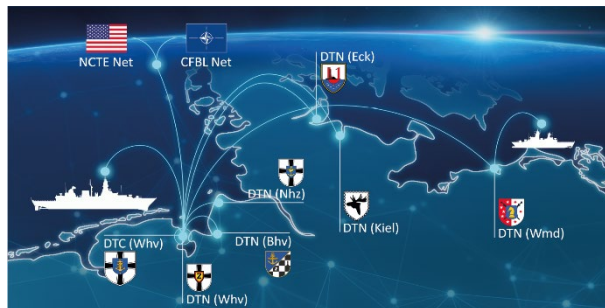 NCTE Net
CFBL Net
DTN (Eck)
DTN (Nhz)
DTN (Kiel)
DTN (Wmd)
DTC (Whv)
DTN (Bhv)
DTN (Whv)